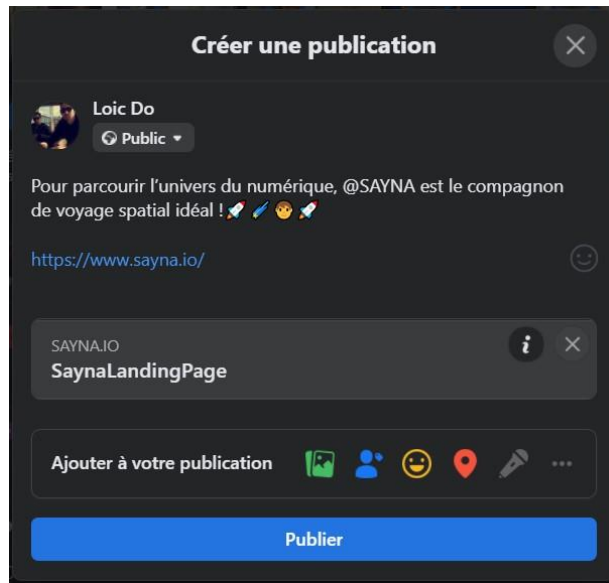 Créer une publication
Loic Do
Public
Pour parcourir l’univers du numérique, @SAYNA est le compagnon
de voyage spatial idéal !🚀🖌️👨🚀
https://www.sayna.io/
SAYNA.IO
SaynaLandingPage
Ajouter à votre publication
Publier